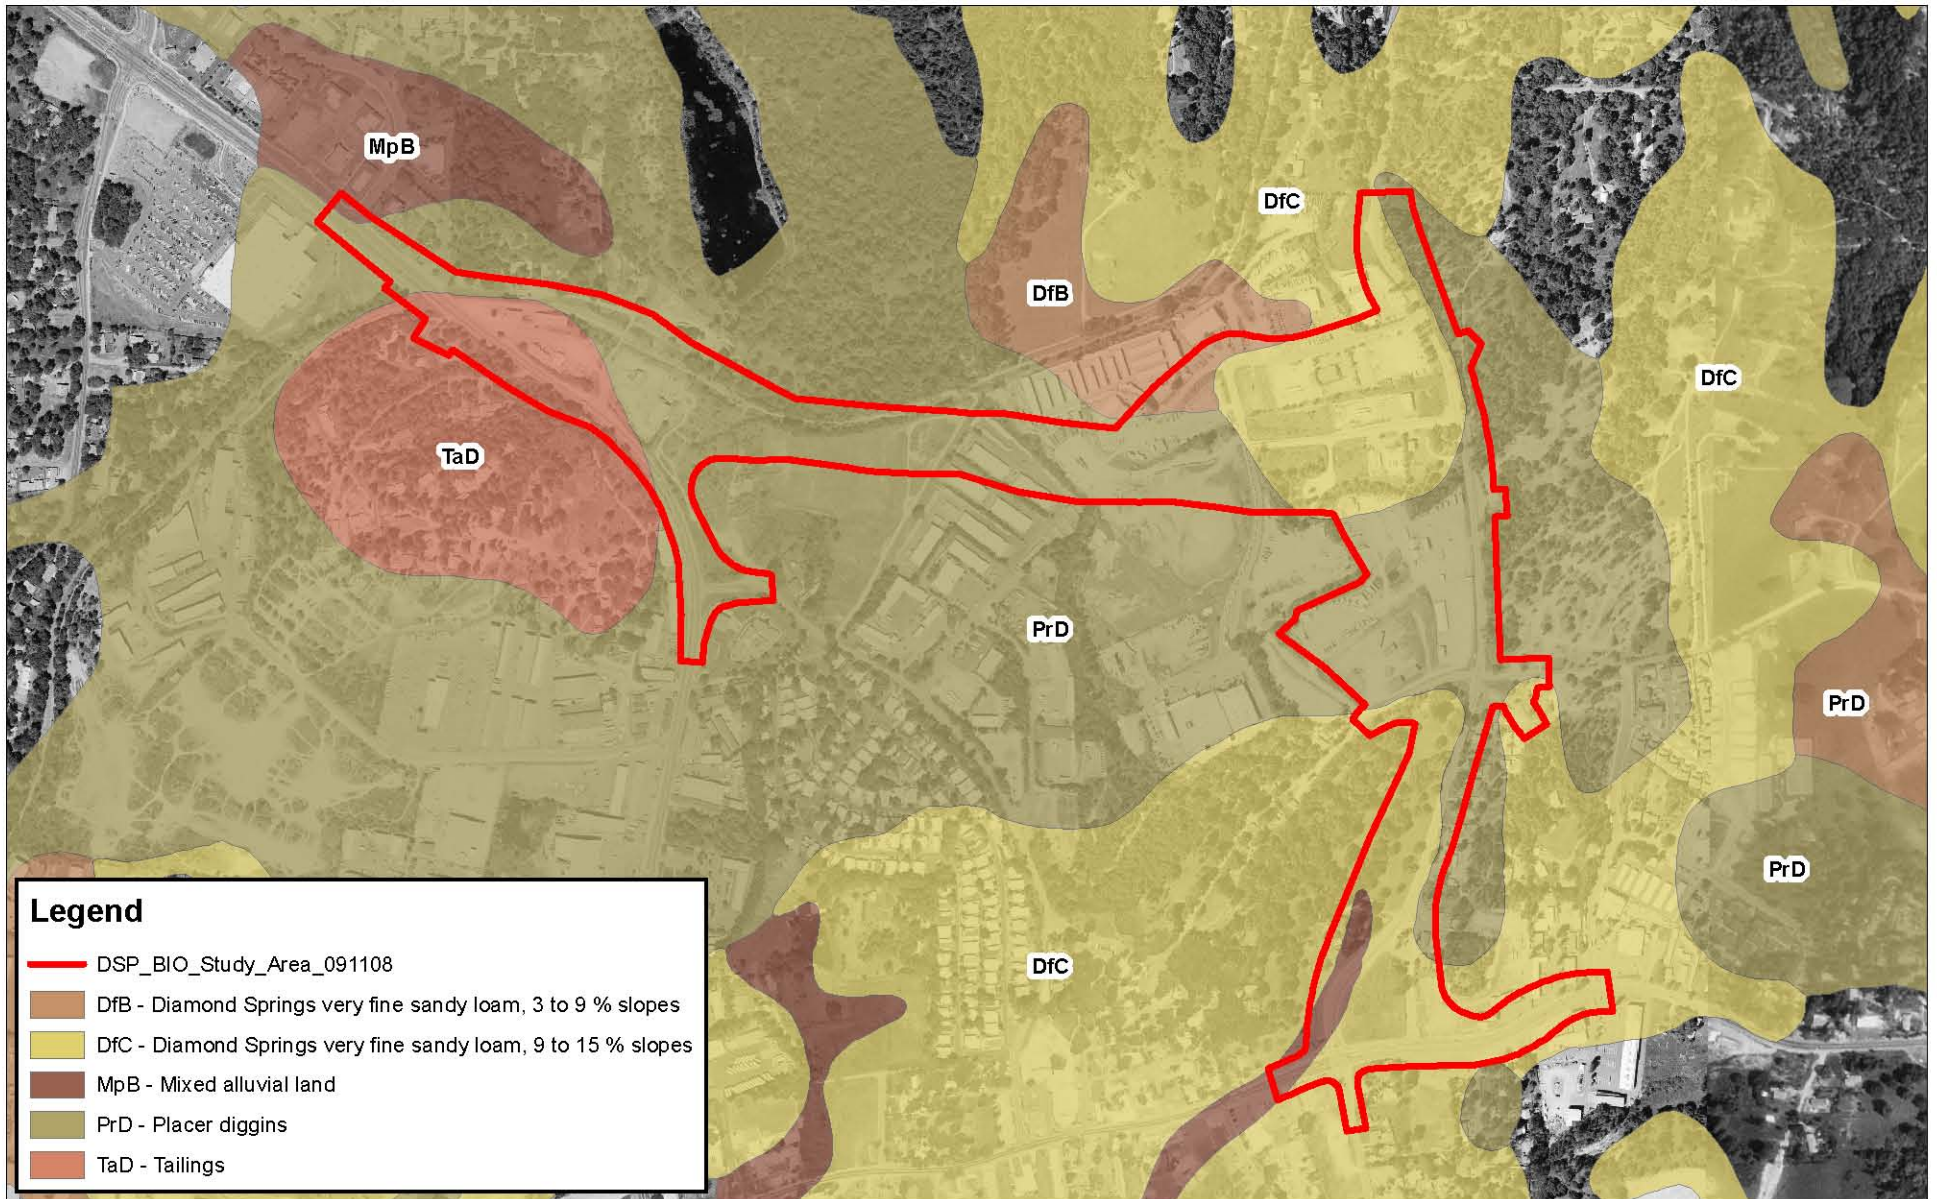 MpB
DfC
DfB
DfC
TaD
PrD
PrD
PrD
DfC
Legend
DSP_BIO_Study_Area_091108
DfB - Diamond Springs very fine sandy loam, 3 to 9 % slopes
DfC - Diamond Springs very fine sandy loam, 9 to 15 % slopes
MpB - Mixed alluvial land
PrD - Placer diggins
TaD - Tailings